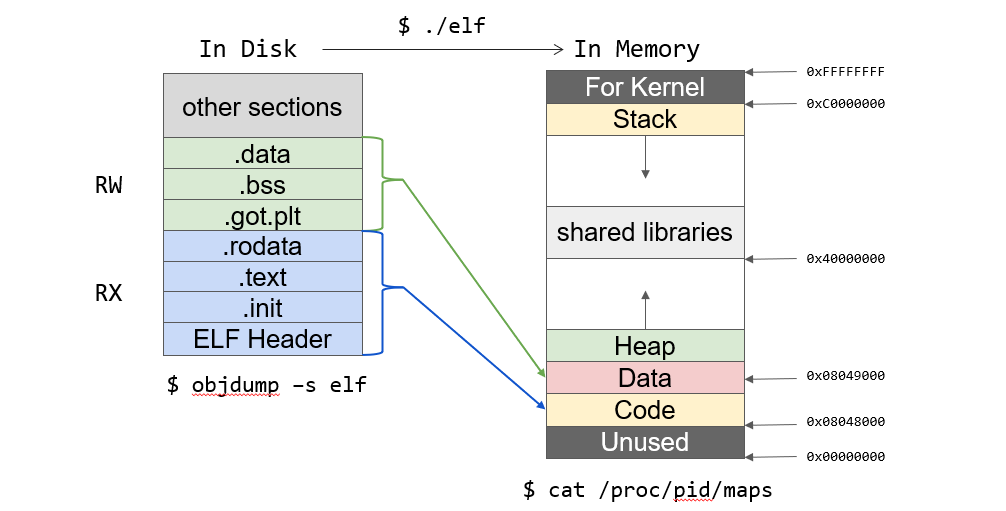 $ ./elf
In Disk
In Memory
other sections
.data
.bss
.got.plt
.rodata
.text
.init
ELF Header
RW
RX
$ objdump –s elf
For Kernel
Stack
shared libraries
Heap
Data
Code
Unused
0xFFFFFFFF
0xC0000000
0x40000000
0x08049000
0x08048000
0x00000000
$ cat /proc/pid/maps